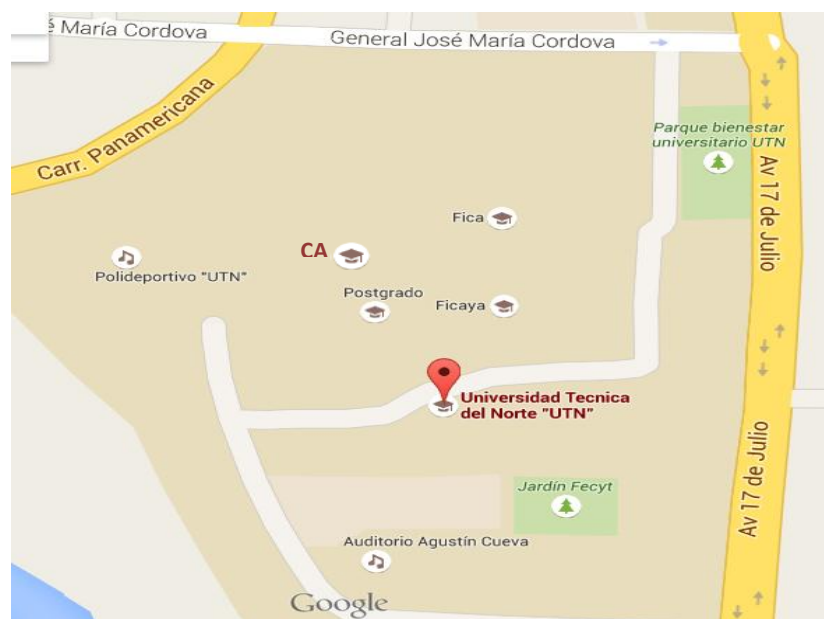 é María Cordova
General José María Cordova
Carr. Panamericana
Parque bienestar
universitario UTN
Av 17 de Julio
Fica
CA
Polideportivo "UTN"
Postgrado
Ficaya
Universidad Tecnica
del Norte "UTN"
Av 17 de Julio
Jardín Fecyt
Auditorio Agustín Cueva
Google